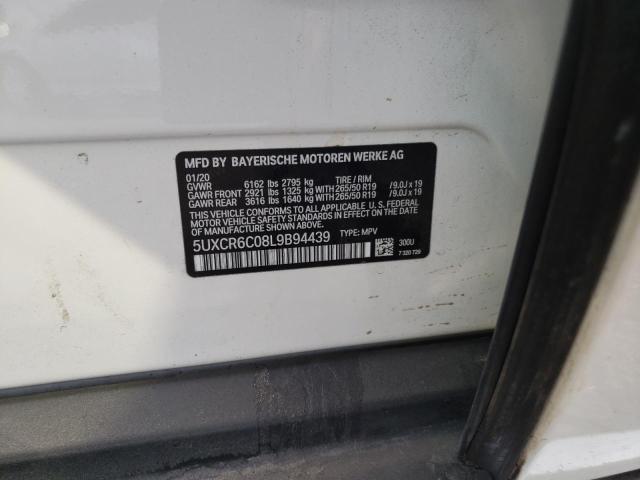 MFD BY BAYERISCHE MOTOREN WERKE AG
01/20
GVWR 6162 lbs 2795 kg TIRE / RIM
GAWR FRONT 2921 lbs 1325 kg WITH 265/50 R19 /9.0J x 19
GAWR REAR 3616 lbs 1640 kg WITH 265/50 R19 /9.0J x 19
THIS VEHICLE CONFORMS TO ALL APPLICABLE U. S. FEDERAL
MOTOR VEHICLE SAFETY STANDARDS IN EFFECT ON THE
DATE OF MANUFACTURE SHOWN ABOVE.
5UXCR6C08L9B94439 TYPE: MPV
300U
7 320 729